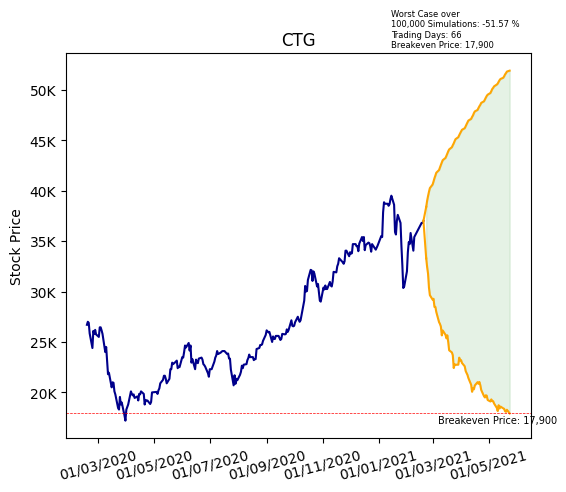 Worst Case over
100,000 Simulations: -51.57 %
Trading Days: 66
Breakeven Price: 17,900
CTG
Stock Price
50K
45K
40K
35K
30K
25K
20K
Breakeven Price: 17,900
01/03/2020 01/05/2021 01/07/2020 01/09/2020 01/11/2020 01/01/2021 01/03/2021 01/05/2021